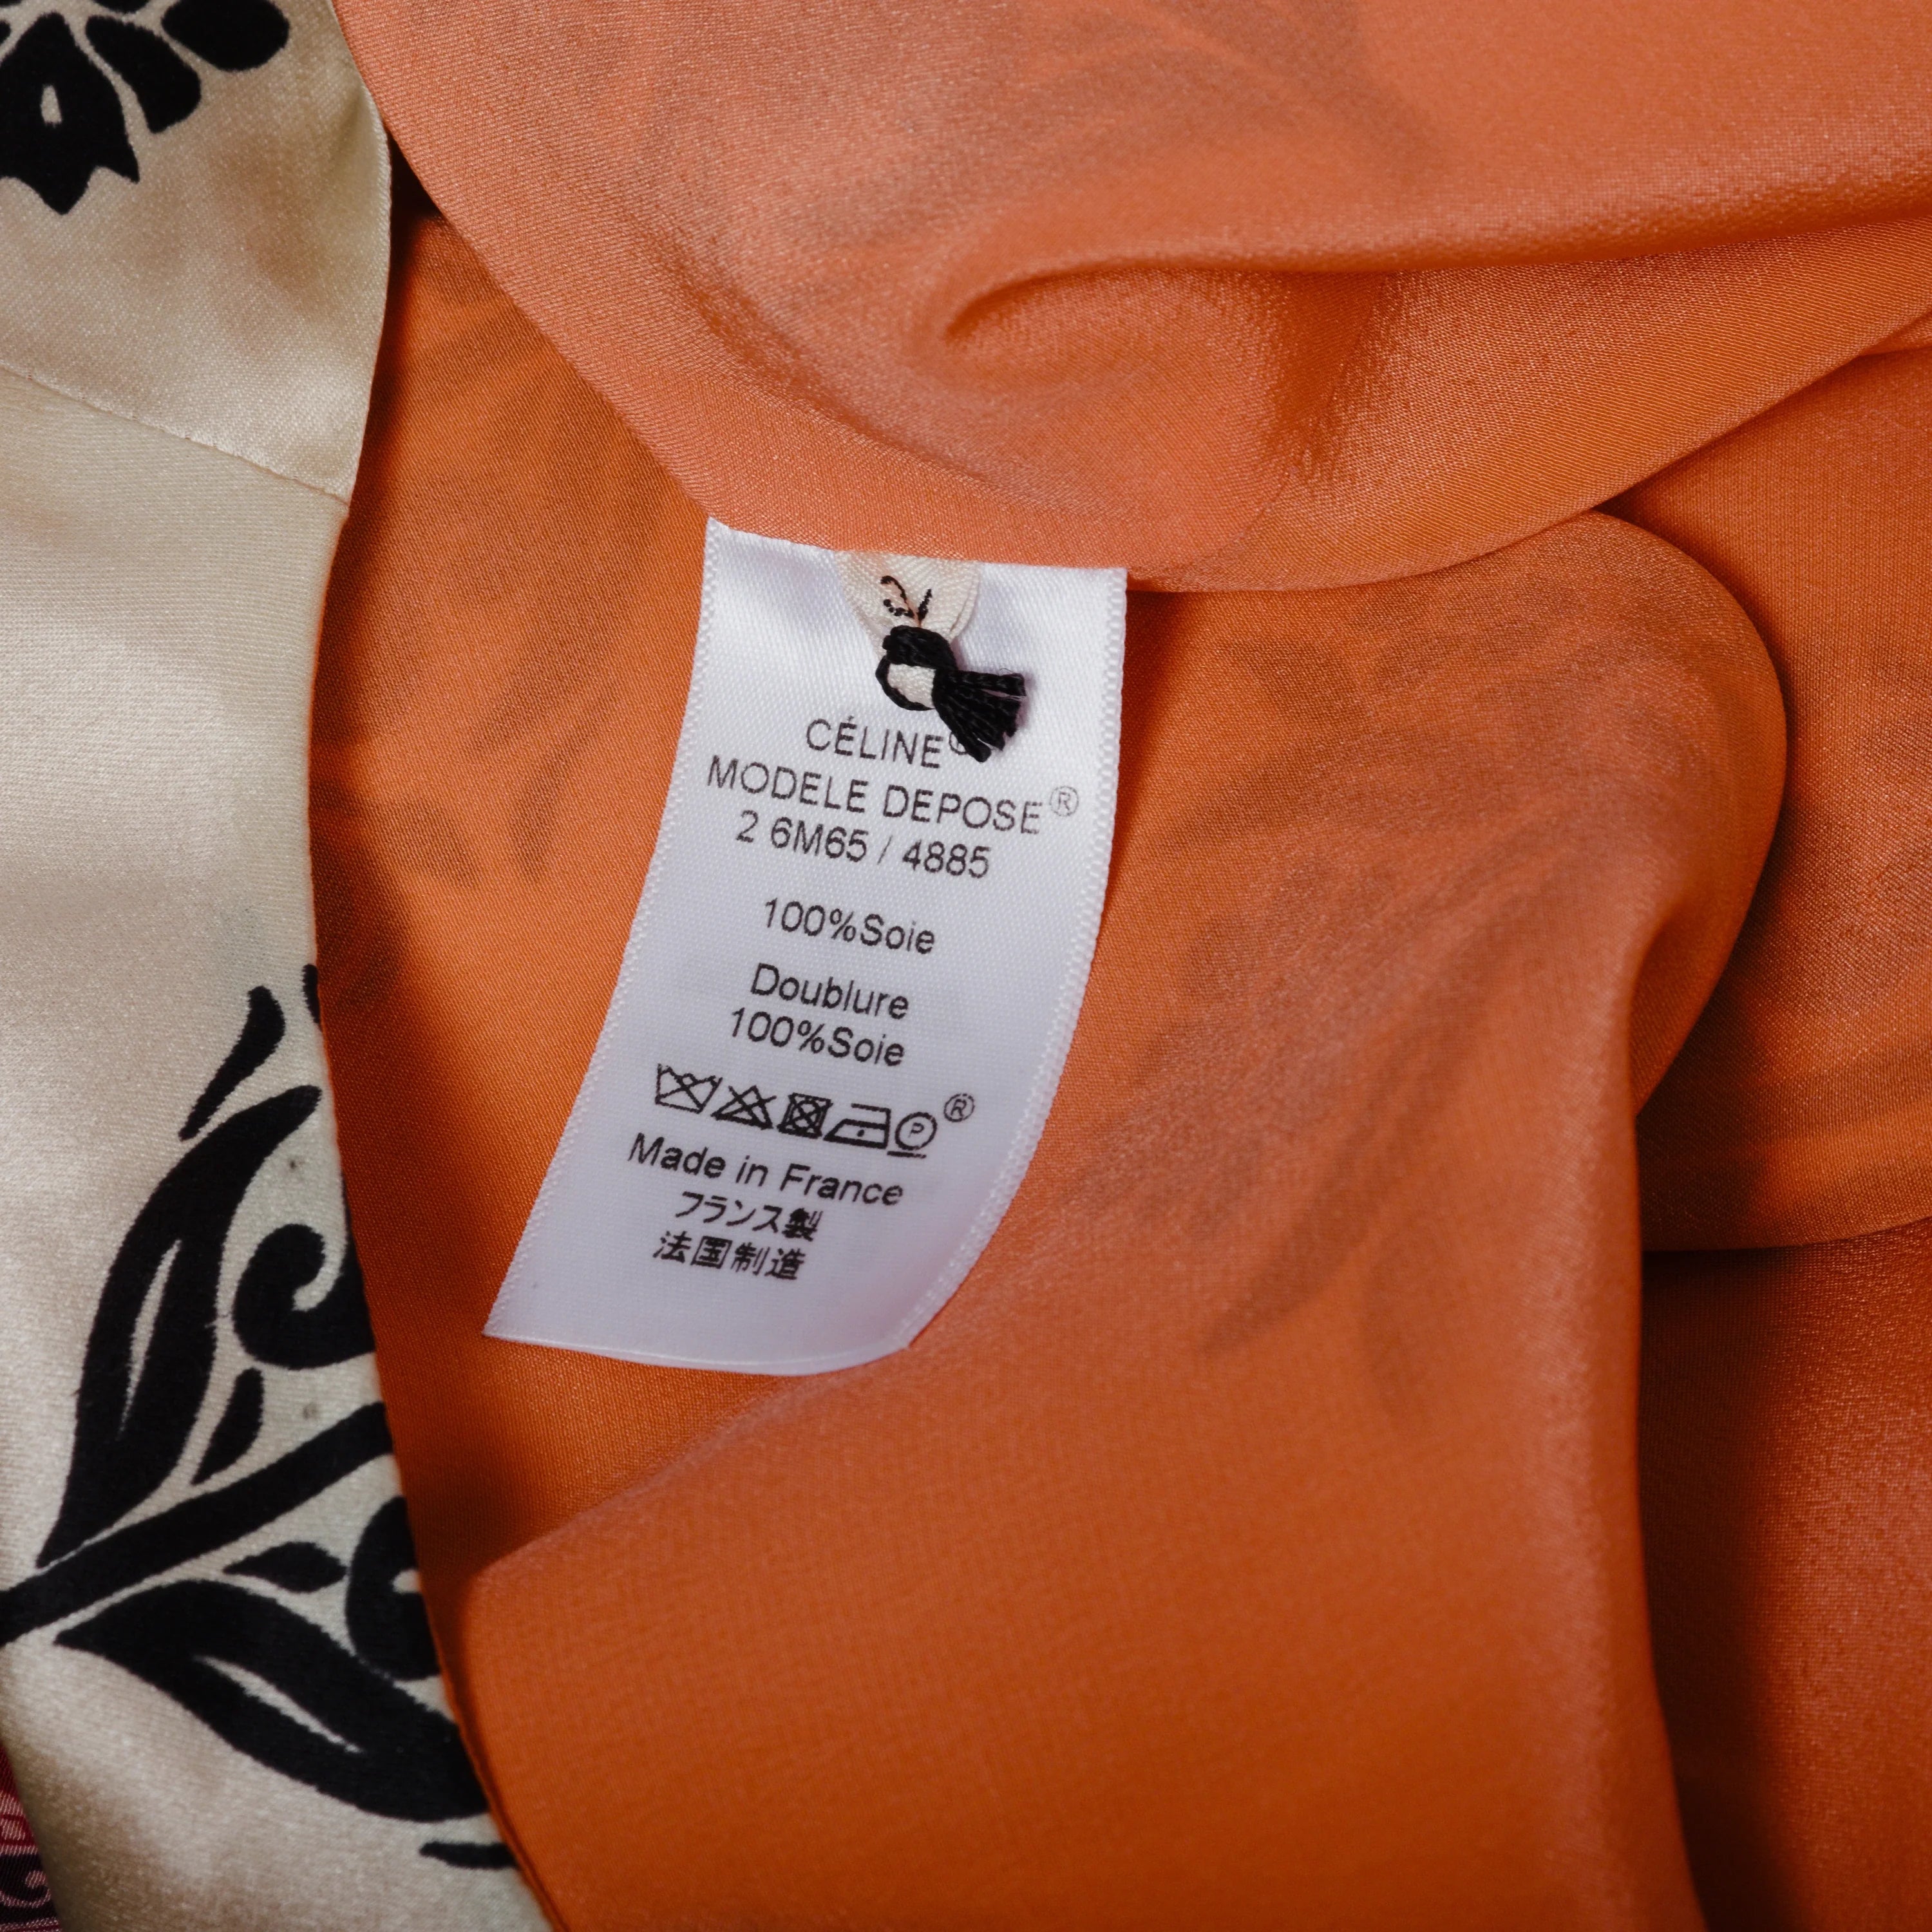 CÉLINE®
MODELE DEPOSE®
2 6M65 / 4885
100%Soie
Doublure
100%Soie
P ®
Made in France
フランス製
法国制造